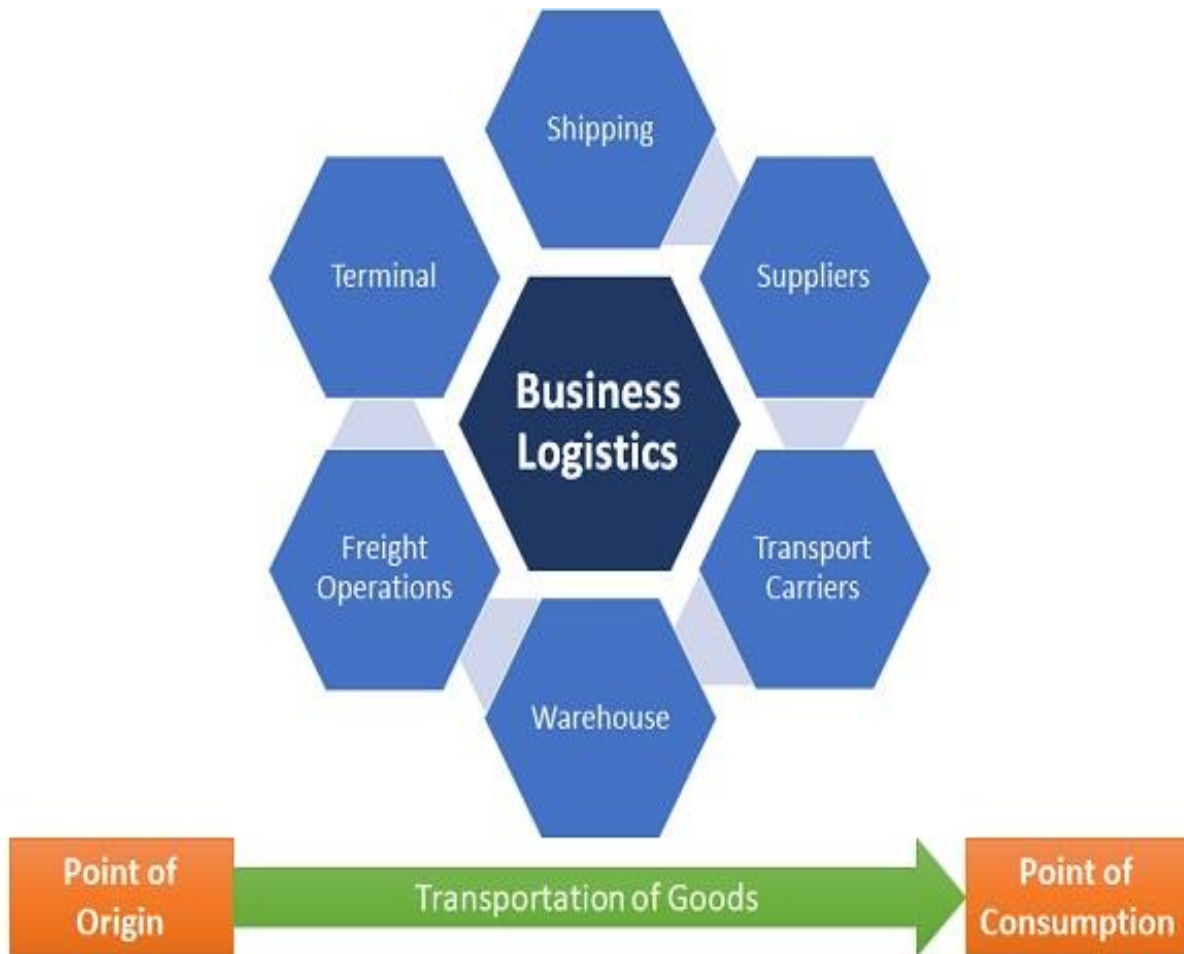 Shipping
Terminal
Suppliers
Business
Logistics
Freight
Operations
Transport
Carriers
Warehouse
Point of
Origin
Transportation of Goods
Point of
Consumption